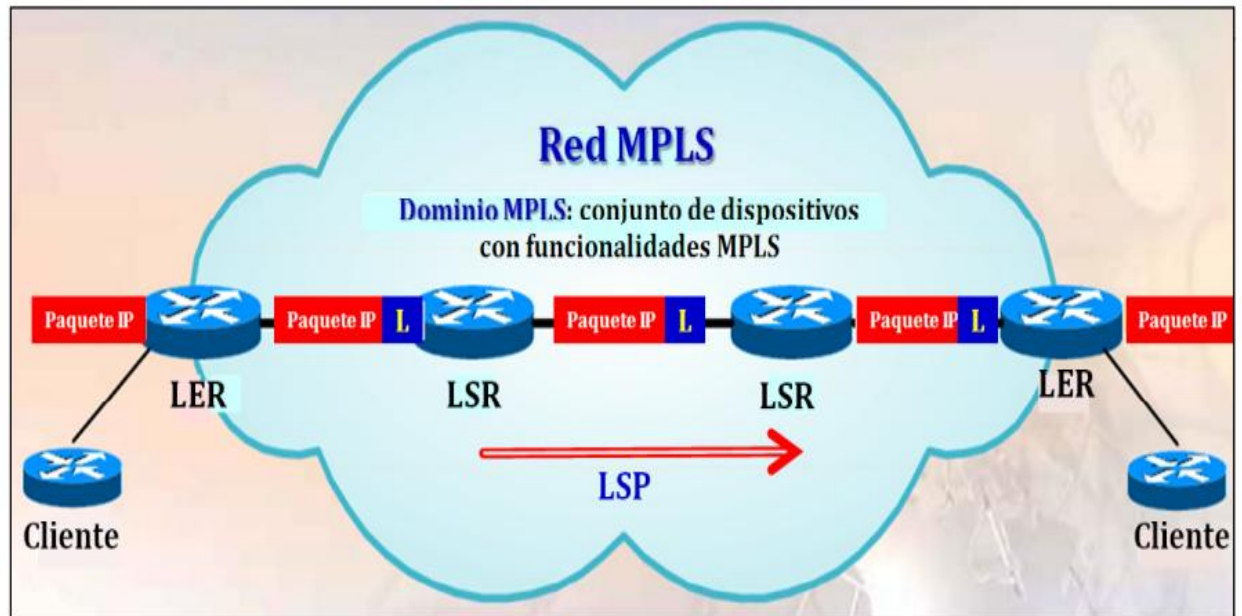 Red MPLS
Dominio MPLS: conjunto de dispositivos
con funcionalidades MPLS
Paquete IP
Paquete IP L
Paquete IP L
Paquete IP L
Paquete IP
LER
LSR
LSR
LER
LSP
Cliente
Cliente